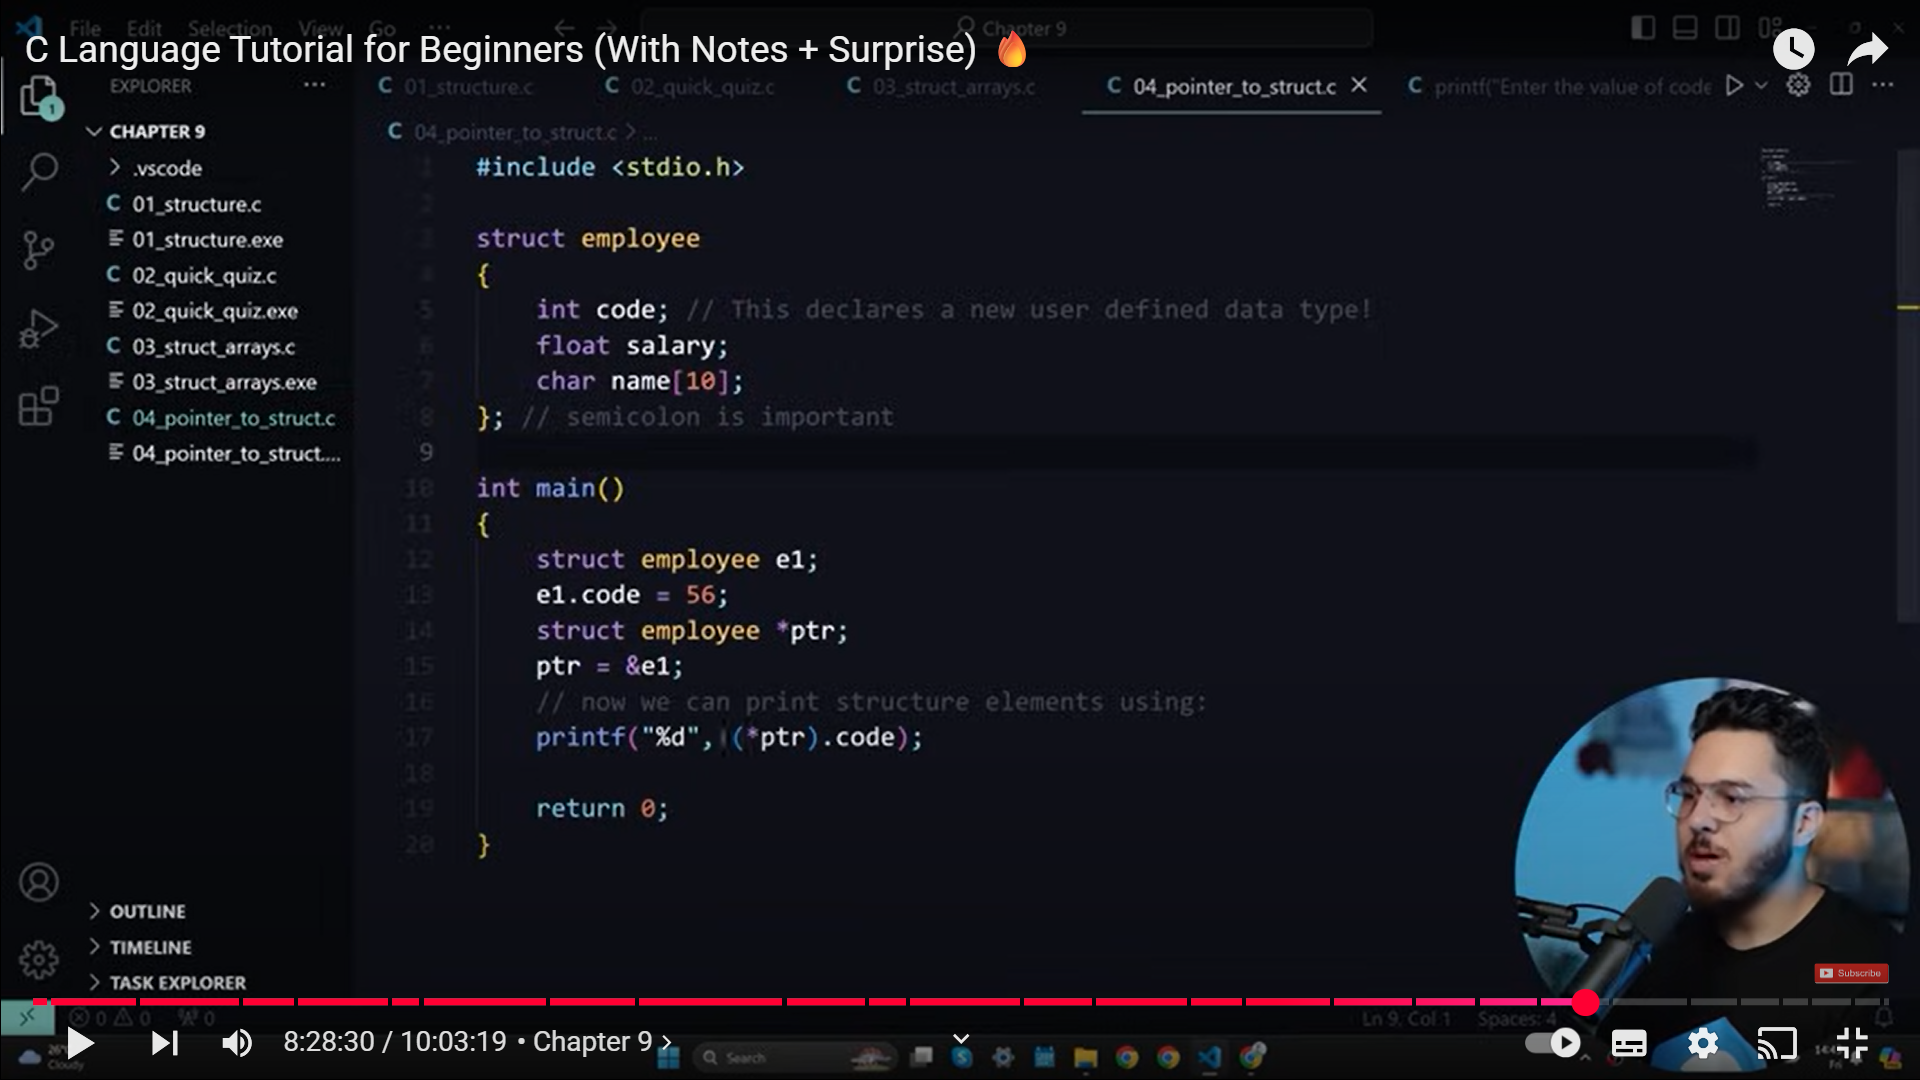 File Edit Selection View Go ... Chapter 9
C Language Tutorial for Beginners (With Notes + Surprise) 🔥
EXPLORER ...
01_structure.c 02_quick_quiz.c 03_struct_arrays.c 04_pointer_to_struct.c printf("Enter the value of code
CHAPTER 9
.vscode
01_structure.c
01_structure.exe
02_quick_quiz.c
02_quick_quiz.exe
03_struct_arrays.c
03_struct_arrays.exe
04_pointer_to_struct.c
04_pointer_to_struct....
OUTLINE
TIMELINE
TASK EXPLORER
04_pointer_to_struct.c > ...
1 #include <stdio.h>
2
3 struct employee
4 {
5 int code; // This declares a new user defined data type!
6 float salary;
7 char name[10];
8 }; // semicolon is important
9
10 int main()
11 {
12 struct employee e1;
13 e1.code = 56;
14 struct employee *ptr;
15 ptr = &e1;
16 // now we can print structure elements using:
17 printf("%d", (*ptr).code);
18
19 return 0;
20 }
Subscribe
0 0 0 Ln 9, Col 1 Spaces: 4
8:28:30 / 10:03:19 • Chapter 9
Search
Cloudy